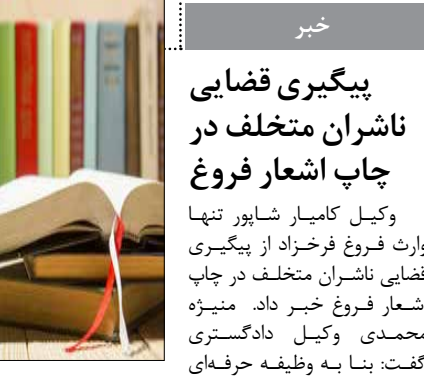 خبر
پیگیری قضایی
ناشران متخلف در
چاپ اشعار فروغ
وکیل کامیار شاپور تنها
وارث فروغ فرخزاد از پیگیری
قضایی ناشران متخلف در چاپ
شعار فروغ خبر داد. منیژه
محمدی وکیل دادگستری
گفت: بنا به وظیفه حرفه‌ای